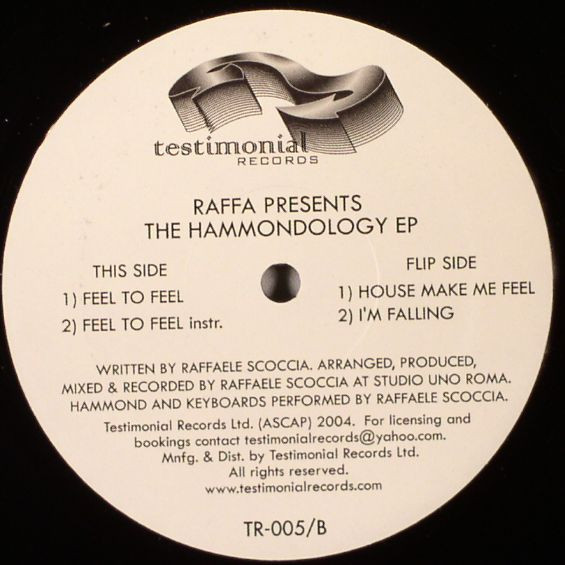 testimonial
RECORDS
RAFFA PRESENTS
THE HAMMONDOLOGY EP
THIS SIDE
1) FEEL TO FEEL
2) FEEL TO FEEL instr.
FLIP SIDE
1) HOUSE MAKE ME FEEL
2) I'M FALLING
WRITTEN BY RAFFAELE SCOCCIA. ARRANGED, PRODUCED,
MIXED & RECORDED BY RAFFAELE SCOCCIA AT STUDIO UNO ROMA.
HAMMOND AND KEYBOARDS PERFORMED BY RAFFAELE SCOCCIA.
Testimonial Records Ltd. (ASCAP) 2004. For licensing and
bookings contact testimonialrecords@yahoo.com.
Mnfg. & Dist. by Testimonial Records Ltd.
All rights reserved.
www.testimonialrecords.com
TR-005/B